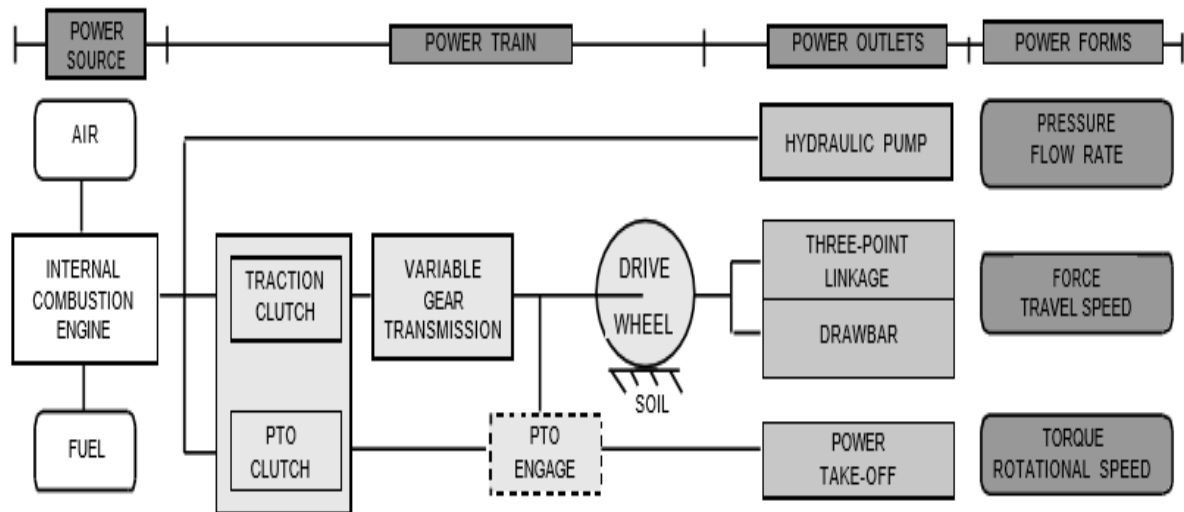 POWER
SOURCE
POWER TRAIN
POWER OUTLETS
POWER FORMS
AIR
HYDRAULIC PUMP
PRESSURE
FLOW RATE
INTERNAL
COMBUSTION
ENGINE
TRACTION
CLUTCH
VARIABLE
GEAR
TRANSMISSION
DRIVE
WHEEL
SOIL
THREE-POINT
LINKAGE
DRAWBAR
FORCE
TRAVEL SPEED
FUEL
PTO
CLUTCH
PTO
ENGAGE
POWER
TAKE-OFF
TORQUE
ROTATIONAL SPEED